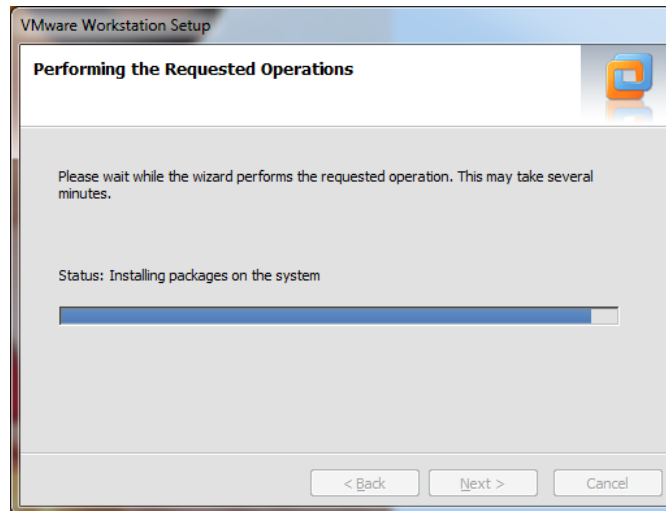 VMware Workstation Setup
Performing the Requested Operations
Please wait while the wizard performs the requested operation. This may take several
minutes.
Status: Installing packages on the system
< Back
Next >
Cancel